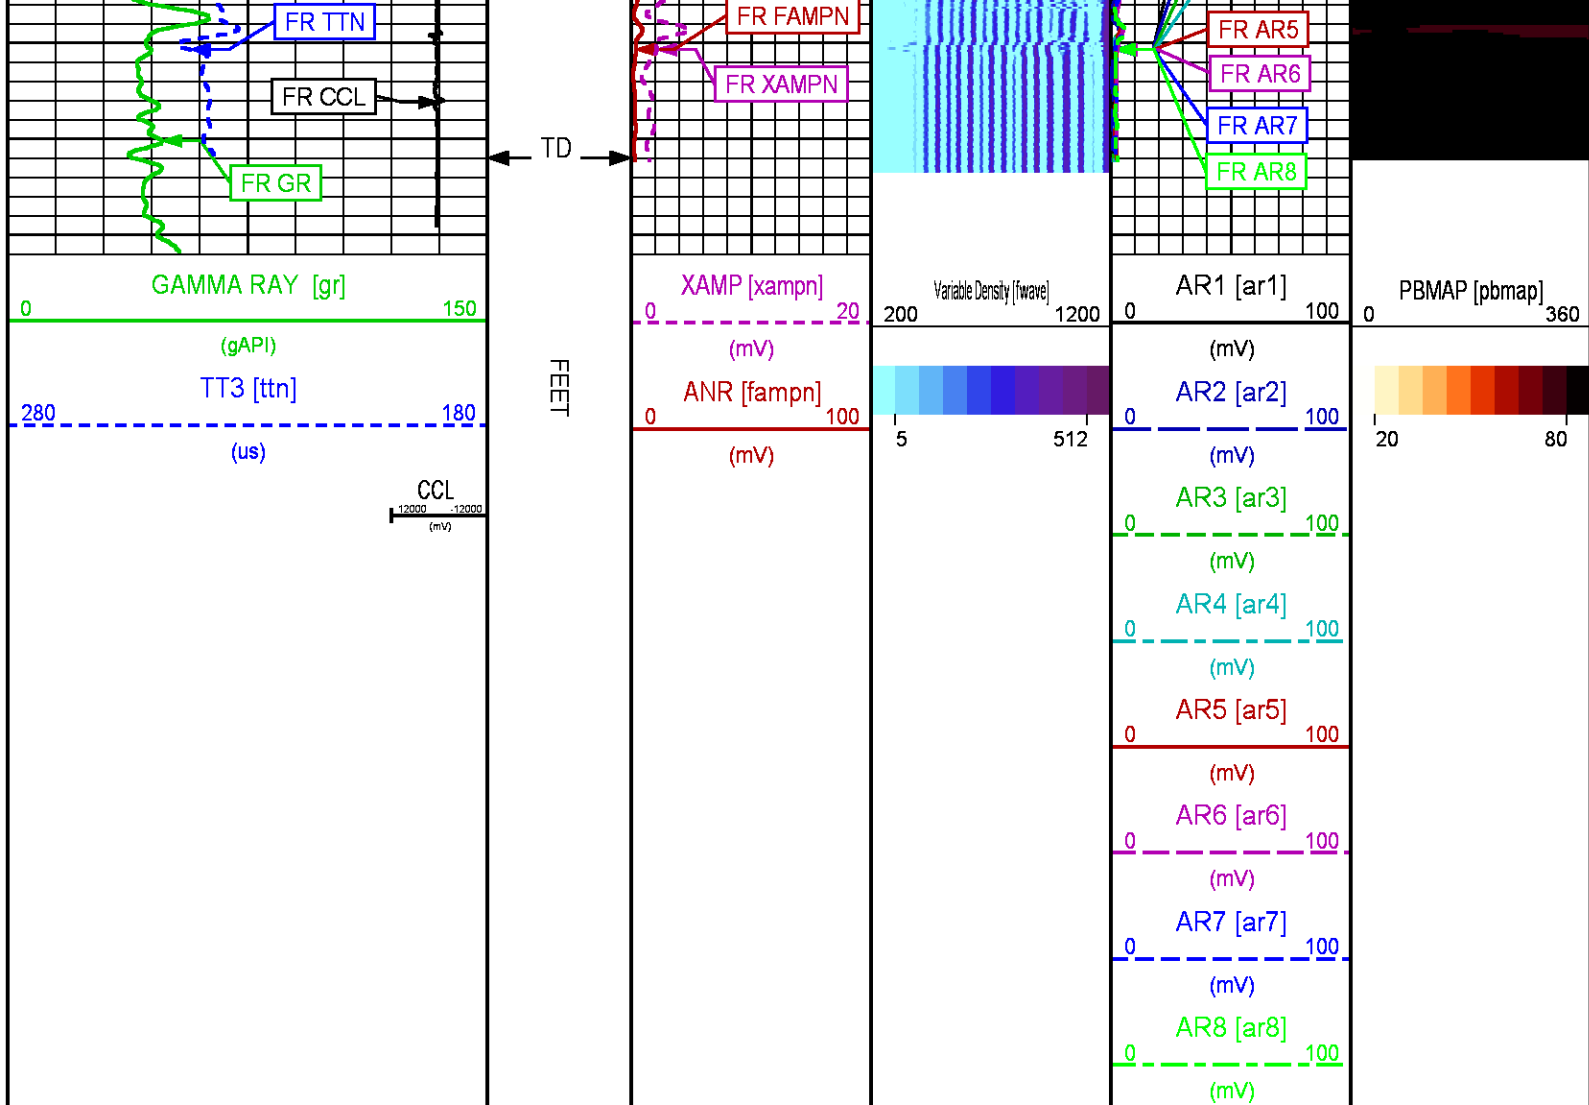 FR TTN
FR CCL
FR GR
TD
FR FAMPN
FR XAMPN
FR AR5
FR AR6
FR AR7
FR AR8
GAMMA RAY [gr]
0 150
(gAPI)
TT3 [ttn]
280 180
(us)
CCL
12000 -12000
(mV)
FEET
XAMP [xampn]
0 20
(mV)
ANR [fampn]
0 100
(mV)
Variable Density [fwave]
200 1200
5 512
AR1 [ar1]
0 100
(mV)
AR2 [ar2]
0 100
(mV)
AR3 [ar3]
0 100
(mV)
AR4 [ar4]
0 100
(mV)
AR5 [ar5]
0 100
(mV)
AR6 [ar6]
0 100
(mV)
AR7 [ar7]
0 100
(mV)
AR8 [ar8]
0 100
(mV)
PBMAP [pbmap]
0 360
20 80